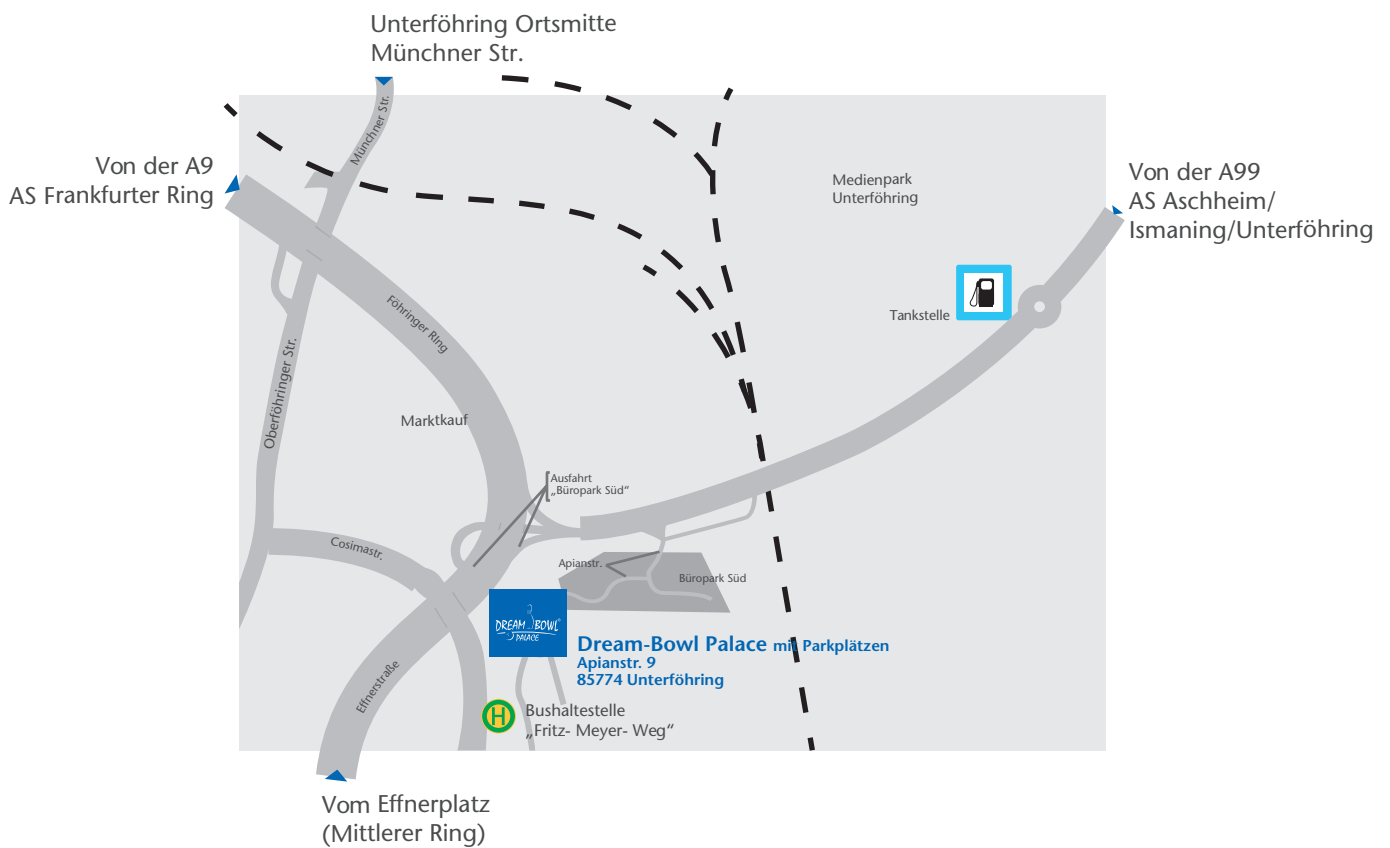 Unterföhring Ortsmitte
Münchner Str.
Münchner Str.
Von der A9
AS Frankfurter Ring
Von der A99
AS Aschheim/
Ismaning/Unterföhring
Medienpark
Unterföhring
Tankstelle
Föhringer RIng
Oberföhringer Str.
Marktkauf
Ausfahrt
„Büropark Süd“
Cosimastr.
Apianstr.
Büropark Süd
DREAM BOWL®
PALACE
Dream-Bowl Palace mit Parkplätzen
Apianstr. 9
85774 Unterföhring
Effnerstraße
H
Bushaltestelle
„Fritz- Meyer- Weg“
Vom Effnerplatz
(Mittlerer Ring)